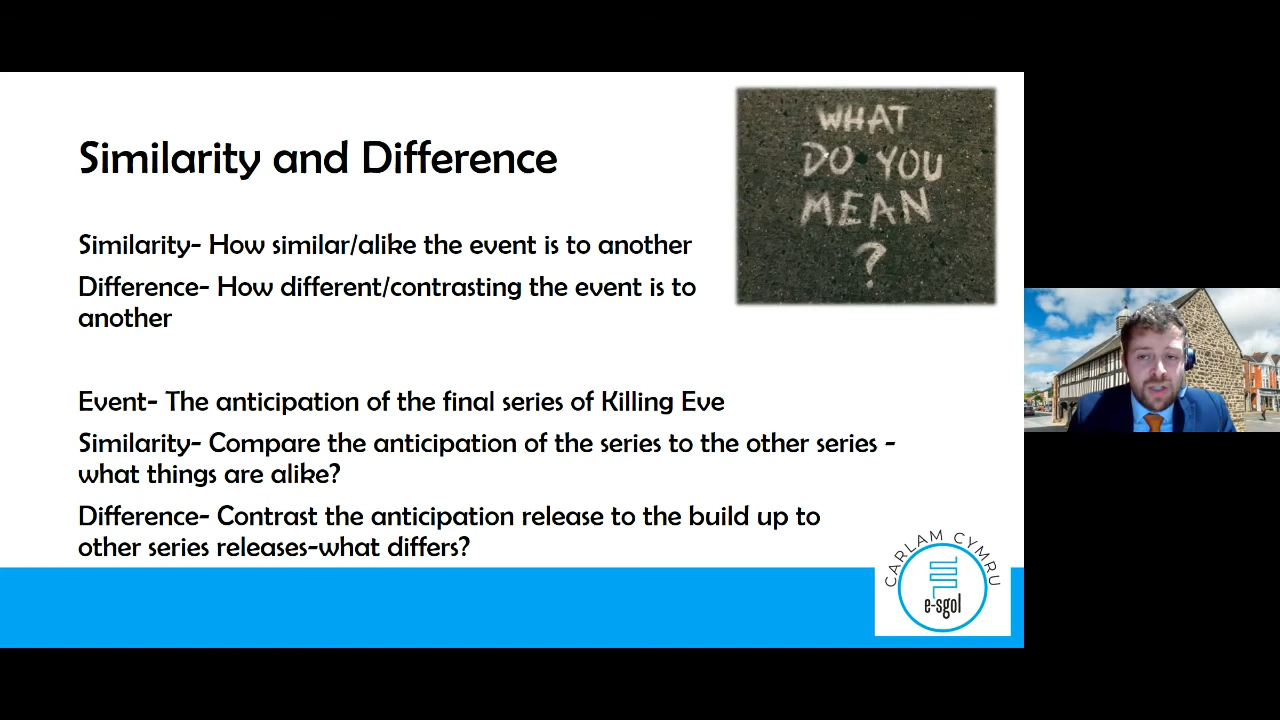 Similarity and Difference
WHAT
DO YOU
MEAN
?
Similarity- How similar/alike the event is to another
Difference- How different/contrasting the event is to
another
Event- The anticipation of the final series of Killing Eve
Similarity- Compare the anticipation of the series to the other series -
what things are alike?
Difference- Contrast the anticipation release to the build up to
other series releases-what differs?
CARLAM CYMRU
e-sgol